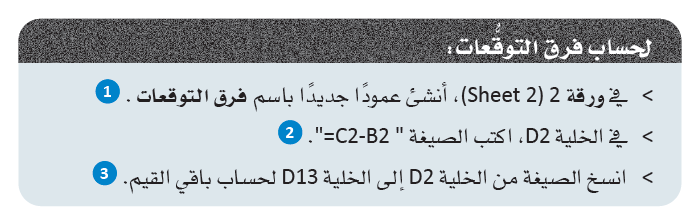 لحساب فرق التوقُّعات:
> في ورقة 2 (Sheet 2)، أنشئ عمودًا جديدًا باسم فرق التوقعات . 1
> في الخلية D2، اكتب الصيغة " C2-B2=". 2
> انسخ الصيغة من الخلية D2 إلى الخلية D13 لحساب باقي القيم. 3